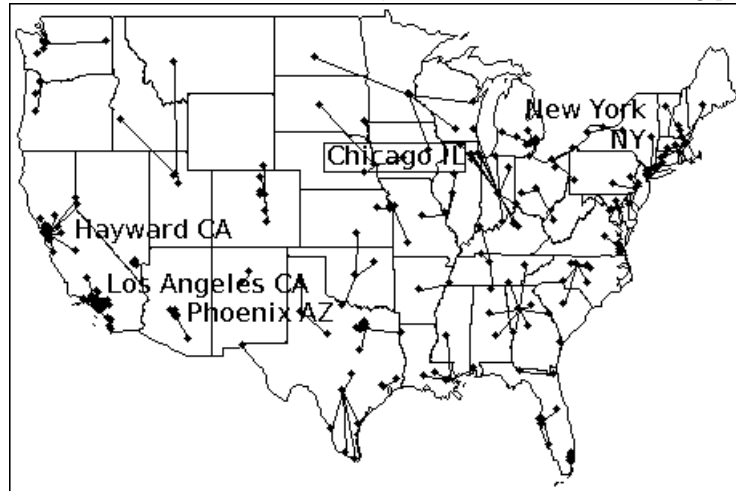 New York
NY
Chicago IL
Hayward CA
Los Angeles CA
Phoenix AZ